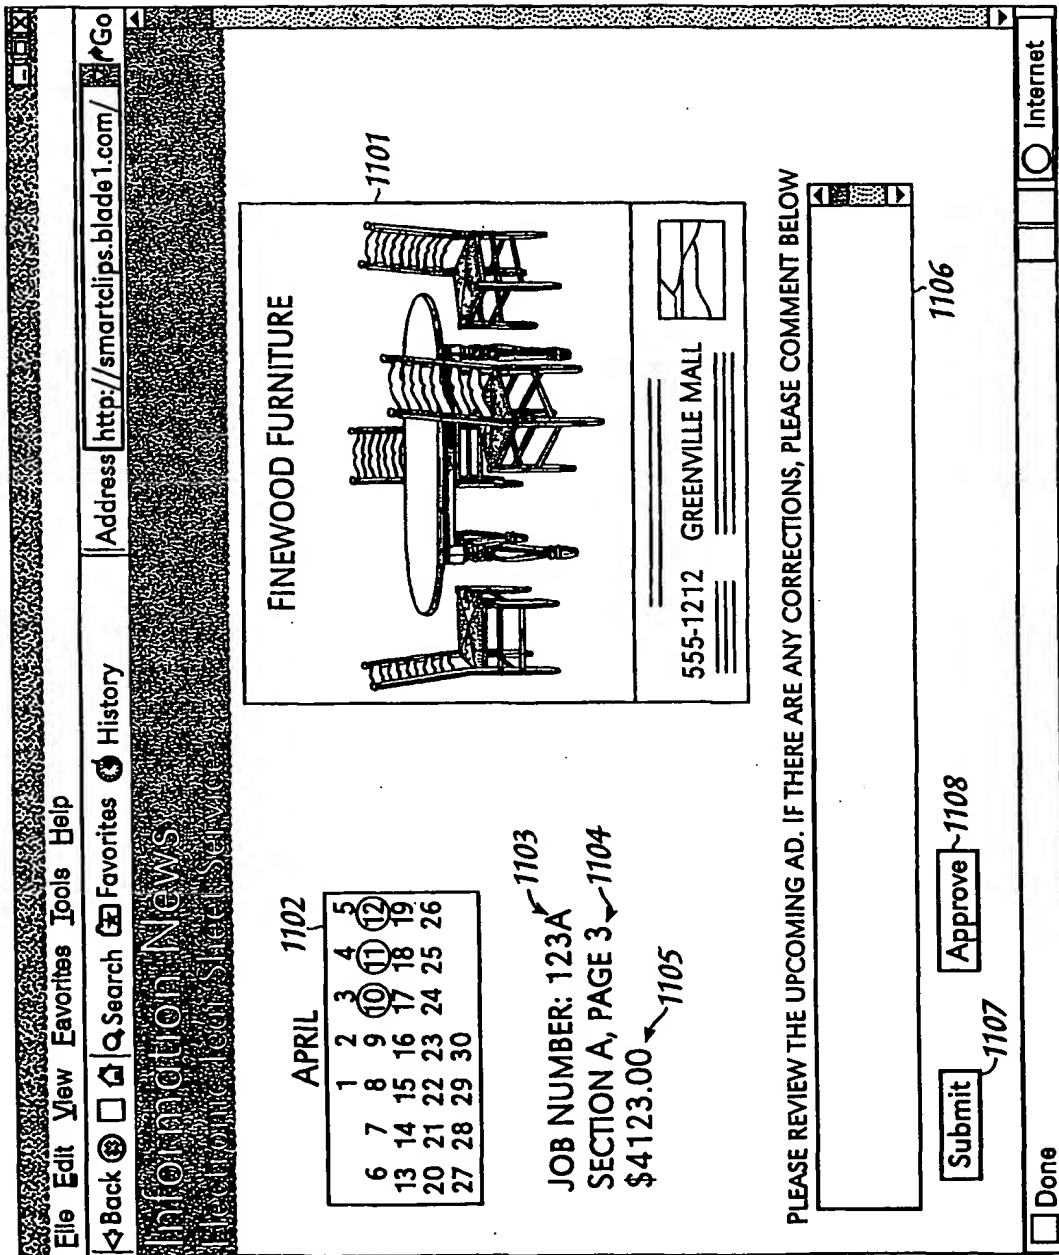 File Edit View Favorites Tools Help
Back Search Favorites History Address http://smartclips.blade1.com/ Go
Information News
Electronic Tear Sheet Service
APRIL 1102
1 2 3 4 5
6 7 8 9 10 11 12
13 14 15 16 17 18 19
20 21 22 23 24 25 26
27 28 29 30
JOB NUMBER: 123A 1103
SECTION A, PAGE 3 1104
$4123.00 1105
FINEWOOD FURNITURE
1101
555-1212 GREENVILLE MALL
PLEASE REVIEW THE UPCOMING AD. IF THERE ARE ANY CORRECTIONS, PLEASE COMMENT BELOW
1106
Submit 1107
Approve 1108
Done
Internet